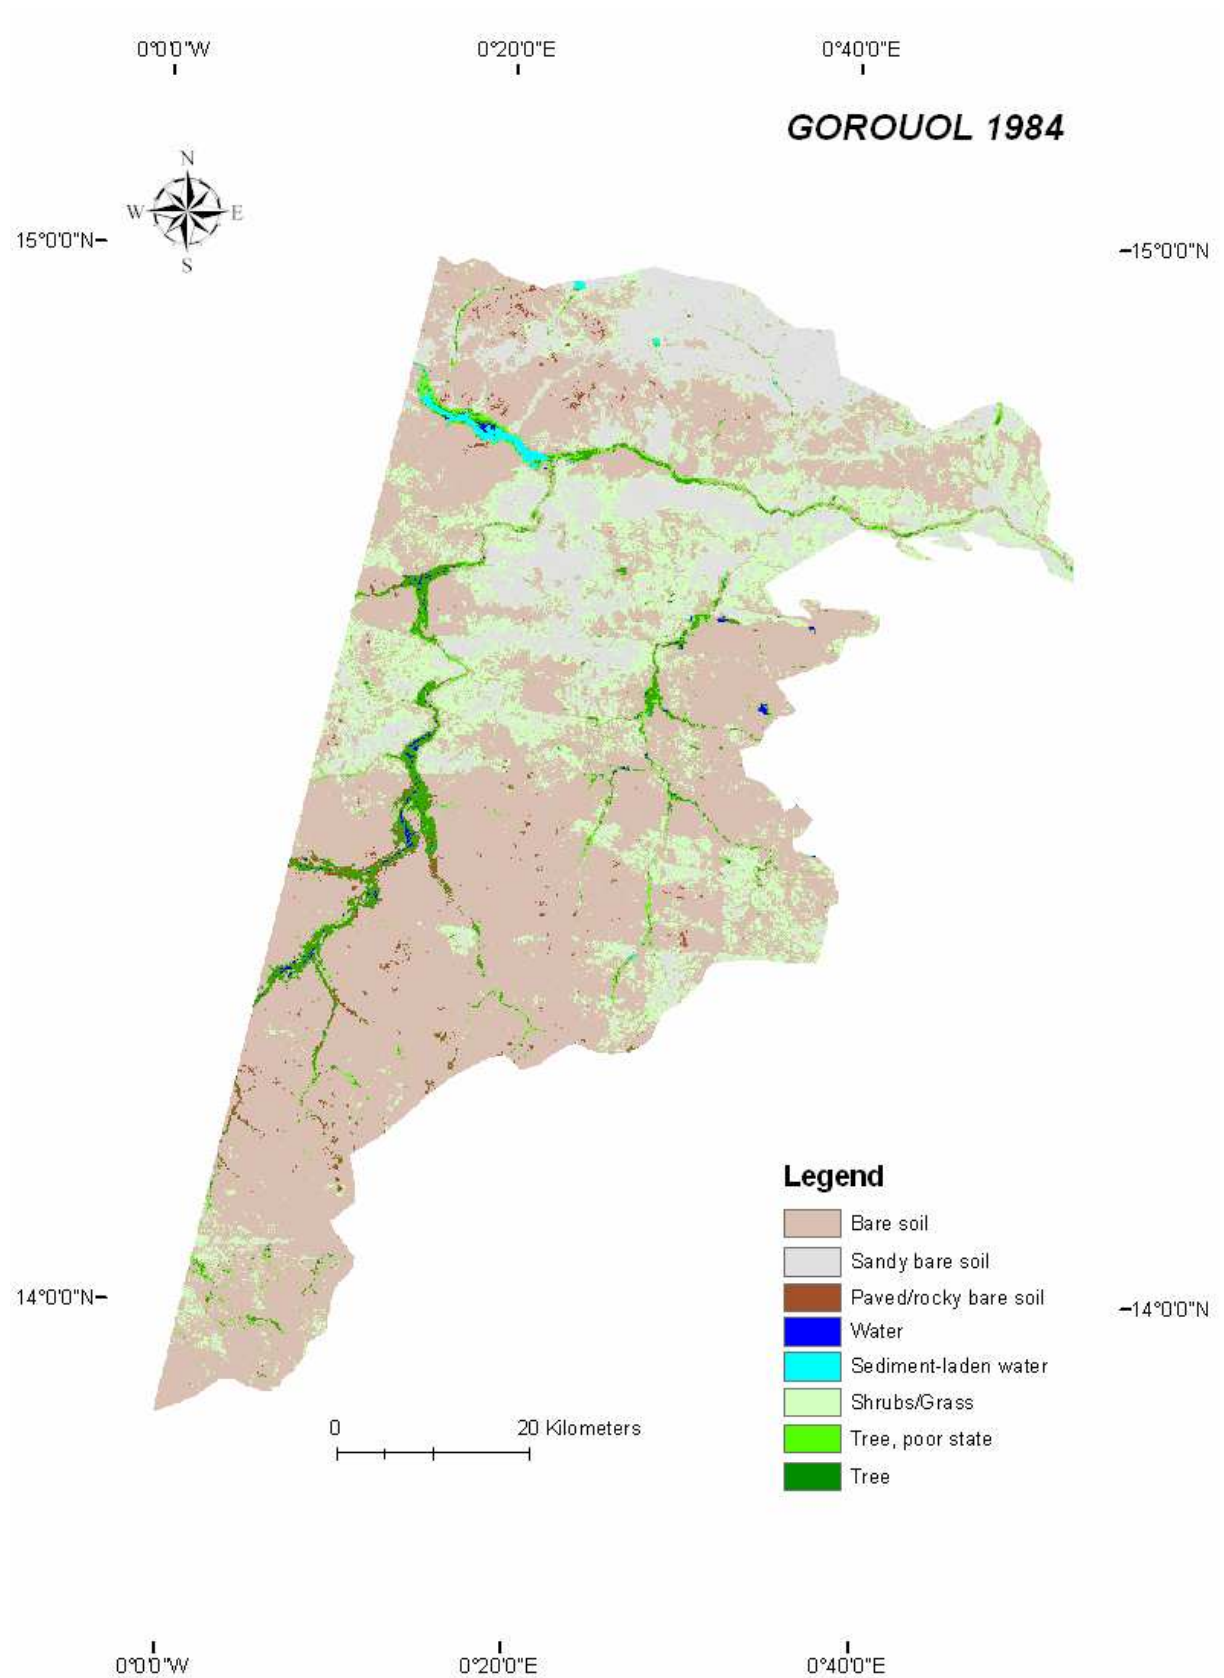 0°0'0"W 0°20'0"E 0°40'0"E
GOROUOL 1984
N
W E
S
15°0'0"N 15°0'0"N
Legend
Bare soil
Sandy bare soil
Paved/rocky bare soil
Water
Sediment-laden water
Shrubs/Grass
Tree, poor state
Tree
14°0'0"N 14°0'0"N
0 20 Kilometers
0°0'0"W 0°20'0"E 0°40'0"E